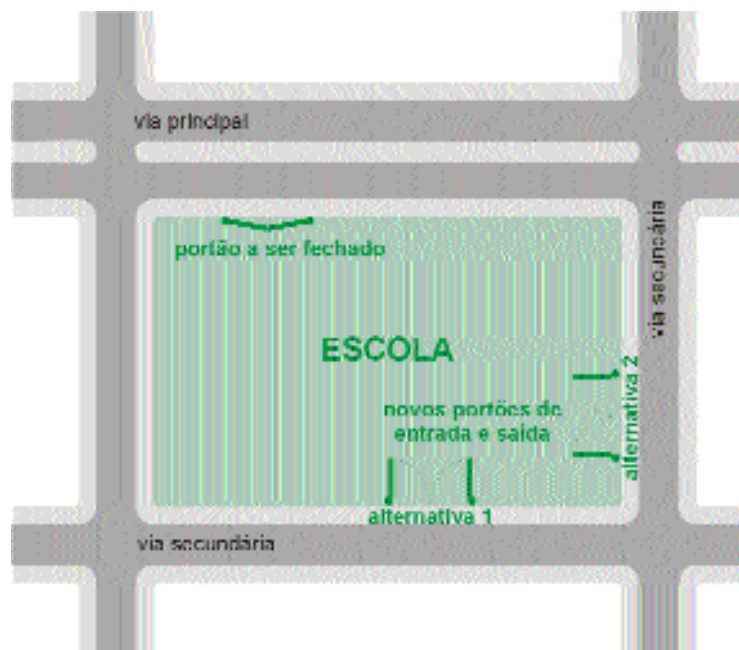 via principal
portão a ser fechado
via secundária
ESCOLA
alternativa 2
novos portões de
entrada e saída
alternativa 1
via secundária